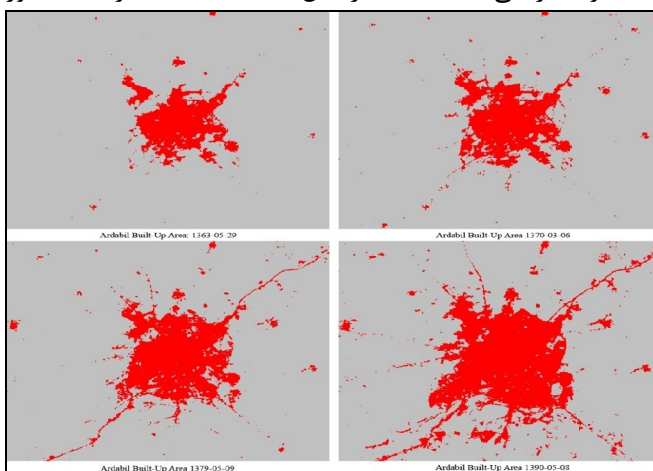 Ardabil Built-Up Area: 1363-05-29
Ardabil Built Up Area 1370-03-06
Ardabil Built-Up Area 1379-05-09
Ardabil Built-Up Area 1390-05-03